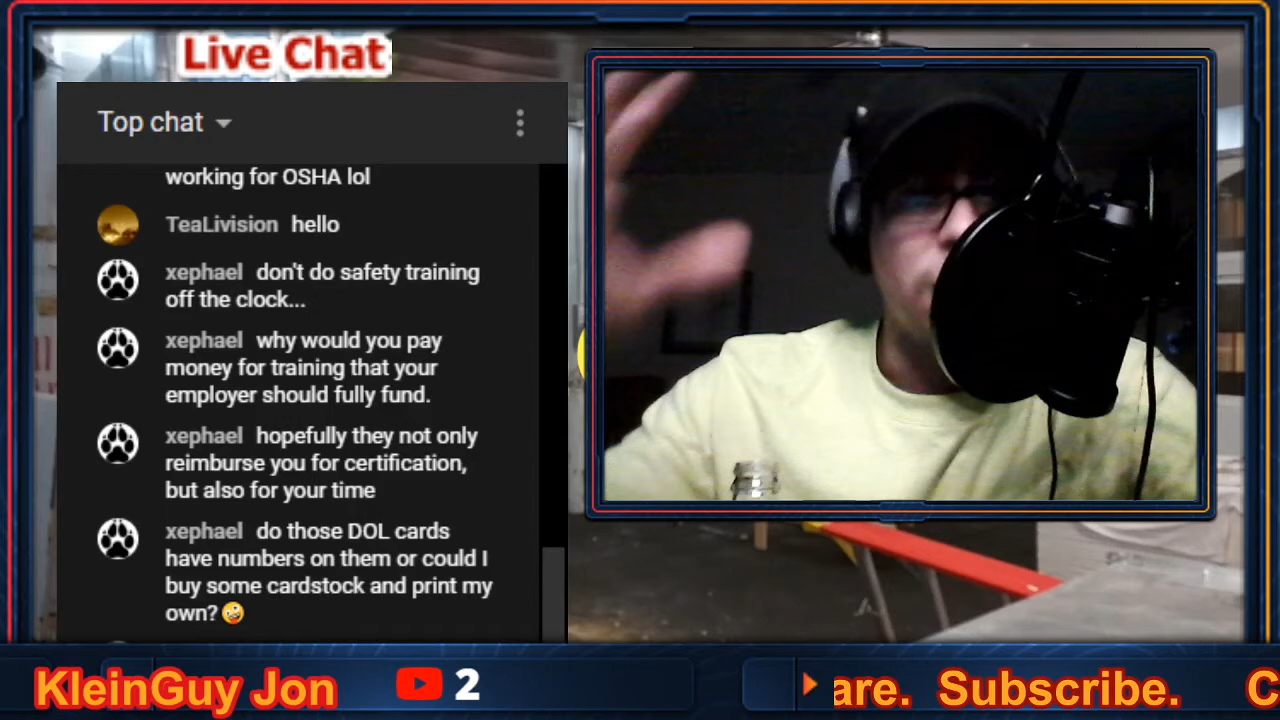 Live Chat
Top chat
working for OSHA lol
TeaLivision hello
xephael don't do safety training
off the clock...
xephael why would you pay
money for training that your
employer should fully fund.
xephael hopefully they not only
reimburse you for certification,
but also for your time
xephael do those DOL cards
have numbers on them or could I
buy some cardstock and print my
own?🤪
KleinGuy Jon 2 are. Subscribe. C